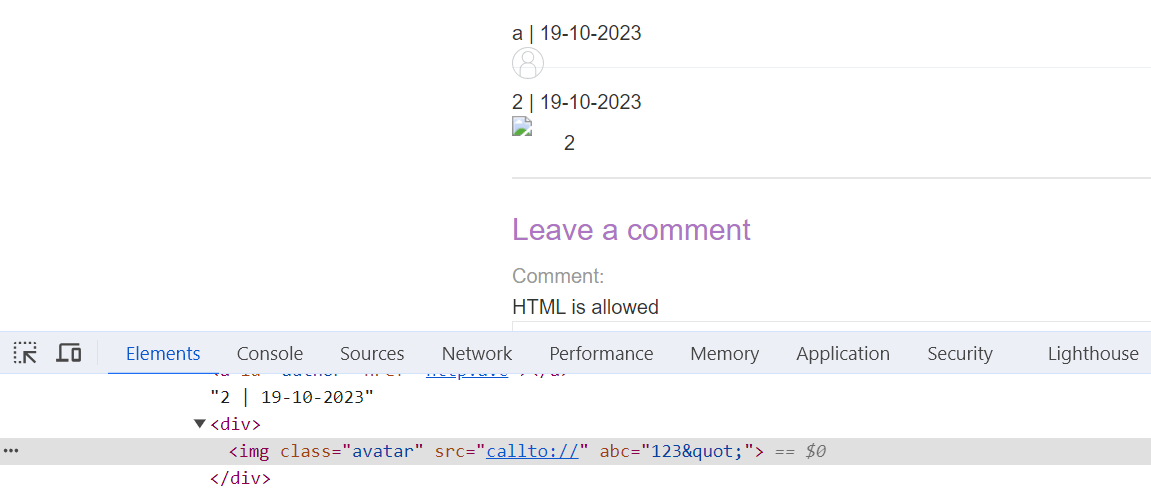 a | 19-10-2023
2 | 19-10-2023
2
Leave a comment
Comment:
HTML is allowed
Elements Console Sources Network Performance Memory Application Security Lighthouse
"2 | 19-10-2023"
<div>
<img class="avatar" src="callto://" abc="123&quot;"> == $0
</div>